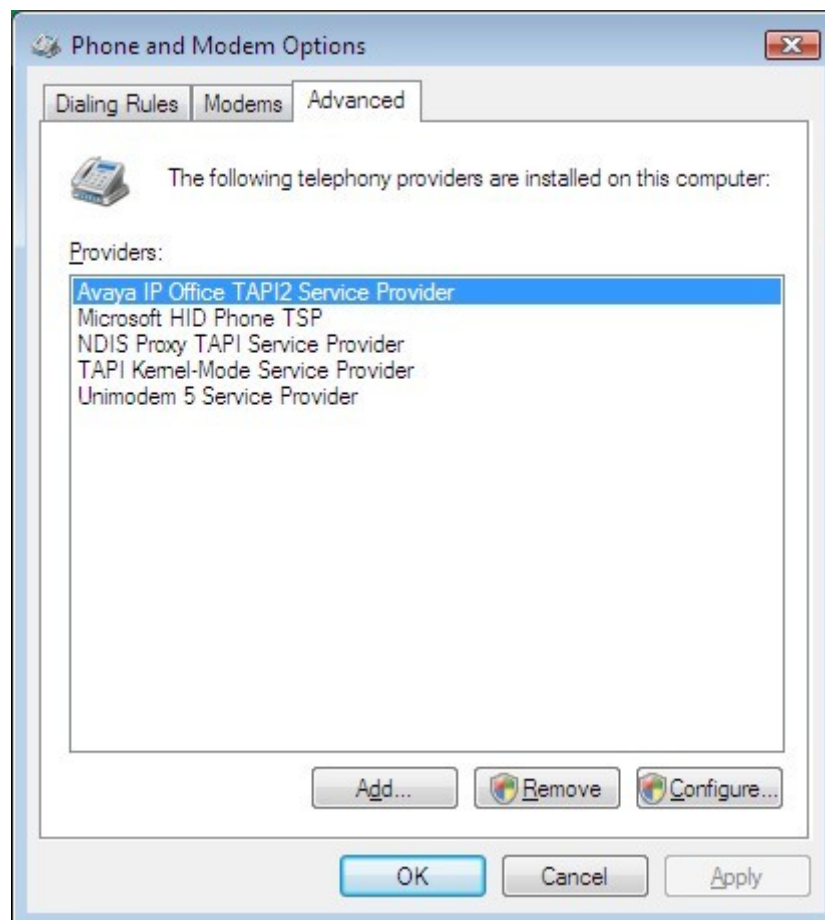 Phone and Modem Options
Dialing Rules Modems Advanced
The following telephony providers are installed on this computer:
Providers:
Avaya IP Office TAPI2 Service Provider
Microsoft HID Phone TSP
NDIS Proxy TAPI Service Provider
TAPI Kernel-Mode Service Provider
Unimodem 5 Service Provider
Add... Remove Configure...
OK Cancel Apply